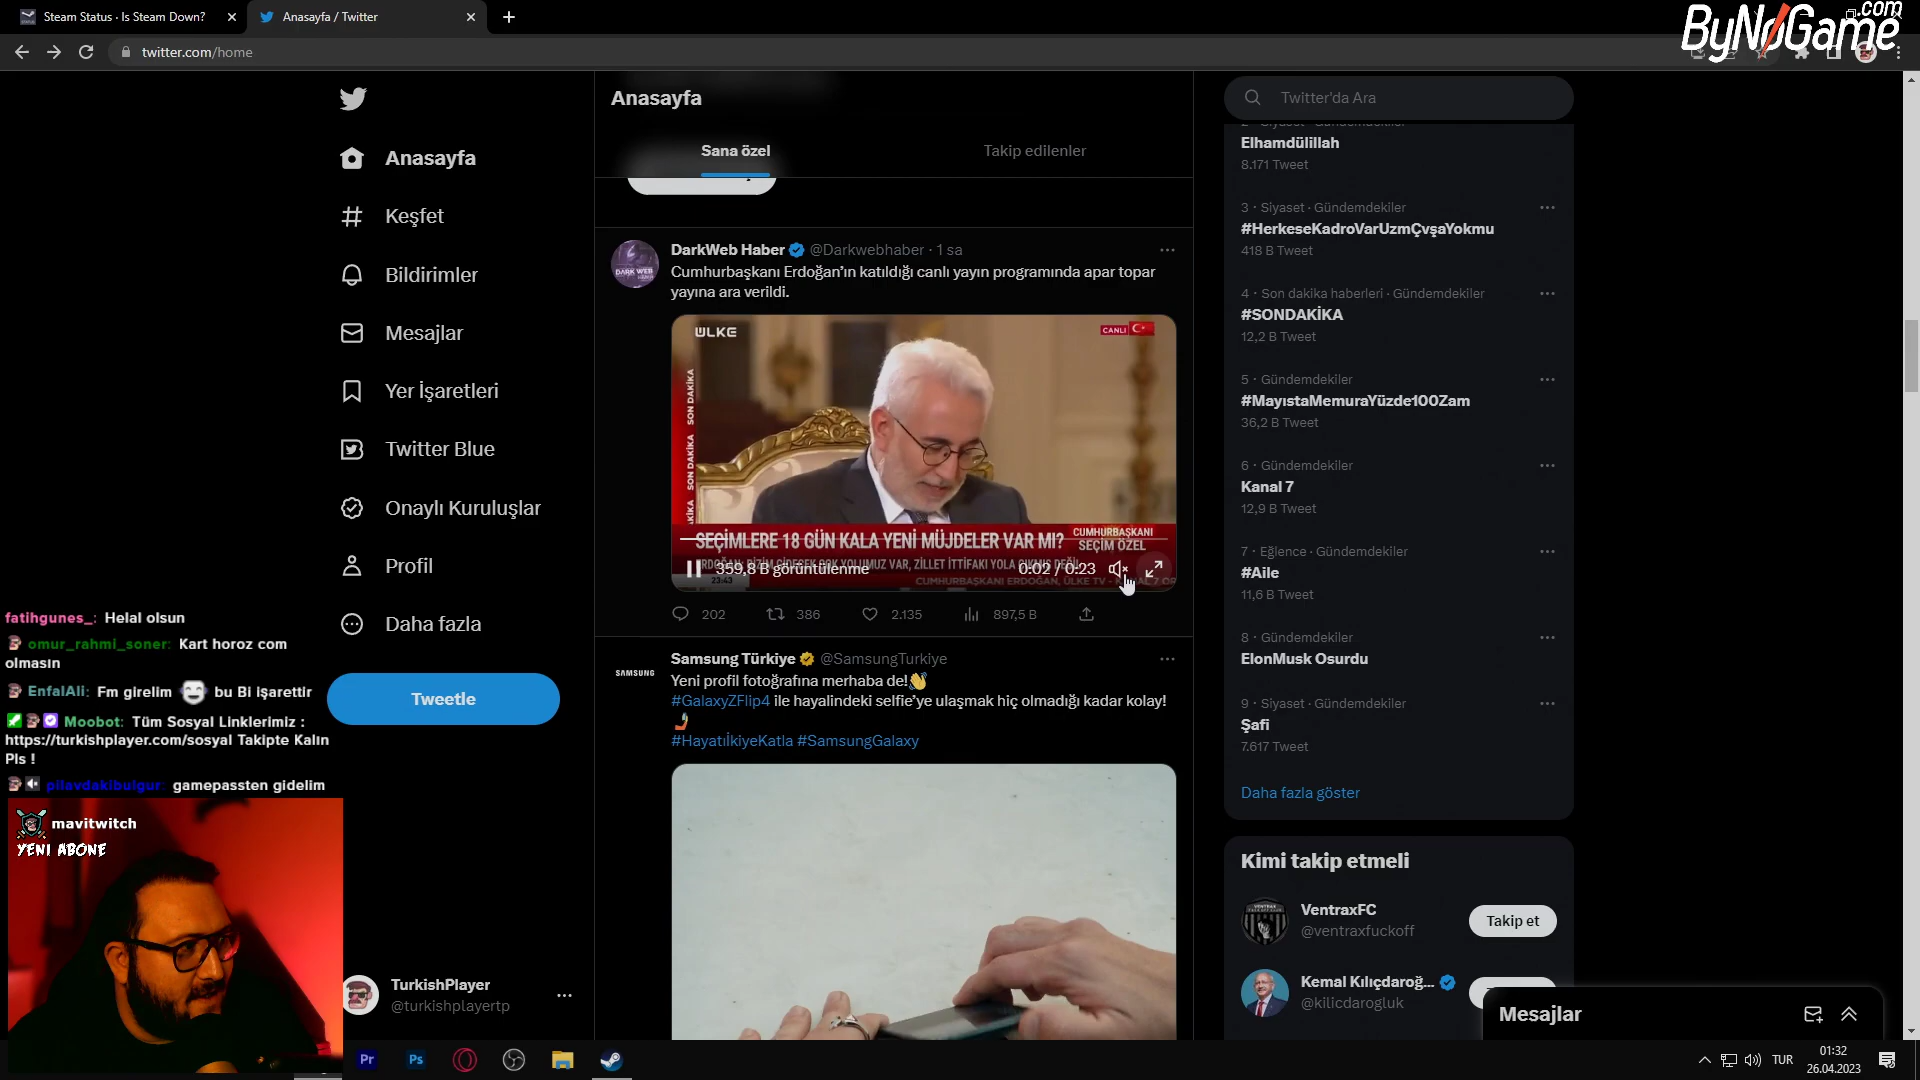 Steam Status · Is Steam Down?
Anasayfa / Twitter
twitter.com/home
ByNoGame
.com
Anasayfa
Keşfet
Bildirimler
Mesajlar
Yer İşaretleri
Twitter Blue
Onaylı Kuruluşlar
Profil
Daha fazla
Tweetle
TurkishPlayer
@turkishplayertp
fatihgunes_: Helal olsun
omur_rahmi_soner: Kart horoz com
olmasın
EnfalAli: Fm girelim bu Bi işarettir
Moobot: Tüm Sosyal Linklerimiz :
https://turkishplayer.com/sosyal Takipte Kalın
Pls !
pilavdakibulgur: gamepassten gidelim
mavitwitch
YENI ABONE
Anasayfa
Sana özel
Takip edilenler
DarkWeb Haber @Darkwebhaber · 1 sa
Cumhurbaşkanı Erdoğan'ın katıldığı canlı yayın programında apar topar
yayına ara verildi.
ÜLKE
CANLI
SON DAKİKA
SON DAKİKA
SEÇİMLERE 18 GÜN KALA YENİ MÜJDELER VAR MI?
CUMHURBAŞKANI
SEÇİM ÖZEL
359,8 B görüntülenme
0:02 / 0:23
23:43
202
386
2.135
897,5 B
Samsung Türkiye @SamsungTurkiye
SAMSUNG
Yeni profil fotoğrafına merhaba de!👋
#GalaxyZFlip4 ile hayalindeki selfie'ye ulaşmak hiç olmadığı kadar kolay!
🤳
#HayatıİkiyeKatla #SamsungGalaxy
Twitter'da Ara
Elhamdülillah
8.171 Tweet
3 · Siyaset · Gündemdekiler
#HerkeseKadroVarUzmÇvşaYokmu
418 B Tweet
4 · Son dakika haberleri · Gündemdekiler
#SONDAKİKA
12,2 B Tweet
5 · Gündemdekiler
#MayıstaMemuraYüzde100Zam
36,2 B Tweet
6 · Gündemdekiler
Kanal 7
12,9 B Tweet
7 · Eğlence · Gündemdekiler
#Aile
11,6 B Tweet
8 · Gündemdekiler
ElonMusk Osurdu
9 · Siyaset · Gündemdekiler
Şafi
7.617 Tweet
Daha fazla göster
Kimi takip etmeli
VentraxFC
@ventraxfuckoff
Takip et
Kemal Kılıçdaroğ...
@kilicdarogluk
Mesajlar
Pr
Ps
TUR
01:32
26.04.2023